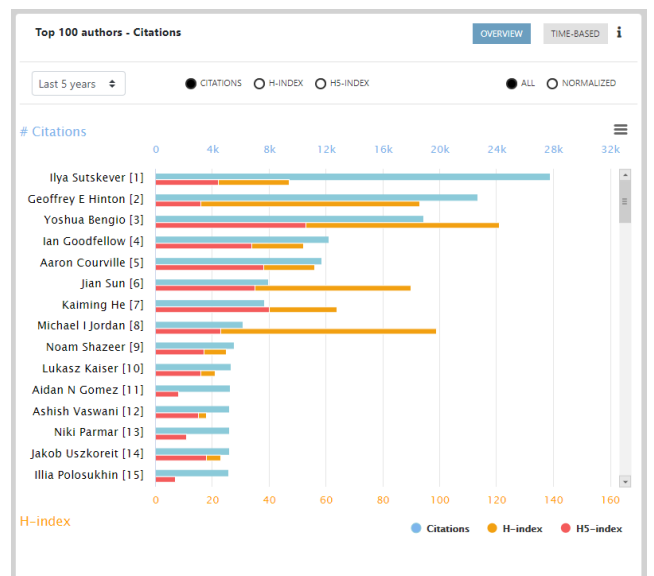 Top 100 authors - Citations
OVERVIEW
TIME-BASED
i
Last 5 years
CITATIONS
H-INDEX
H5-INDEX
ALL
NORMALIZED
# Citations
0 4k 8k 12k 16k 20k 24k 28k 32k
Ilya Sutskever [1]
Geoffrey E Hinton [2]
Yoshua Bengio [3]
Ian Goodfellow [4]
Aaron Courville [5]
Jian Sun [6]
Kaiming He [7]
Michael I Jordan [8]
Noam Shazeer [9]
Lukasz Kaiser [10]
Aidan N Gomez [11]
Ashish Vaswani [12]
Niki Parmar [13]
Jakob Uszkoreit [14]
Illia Polosukhin [15]
0 20 40 60 80 100 120 140 160
H-index
Citations
H-index
H5-index